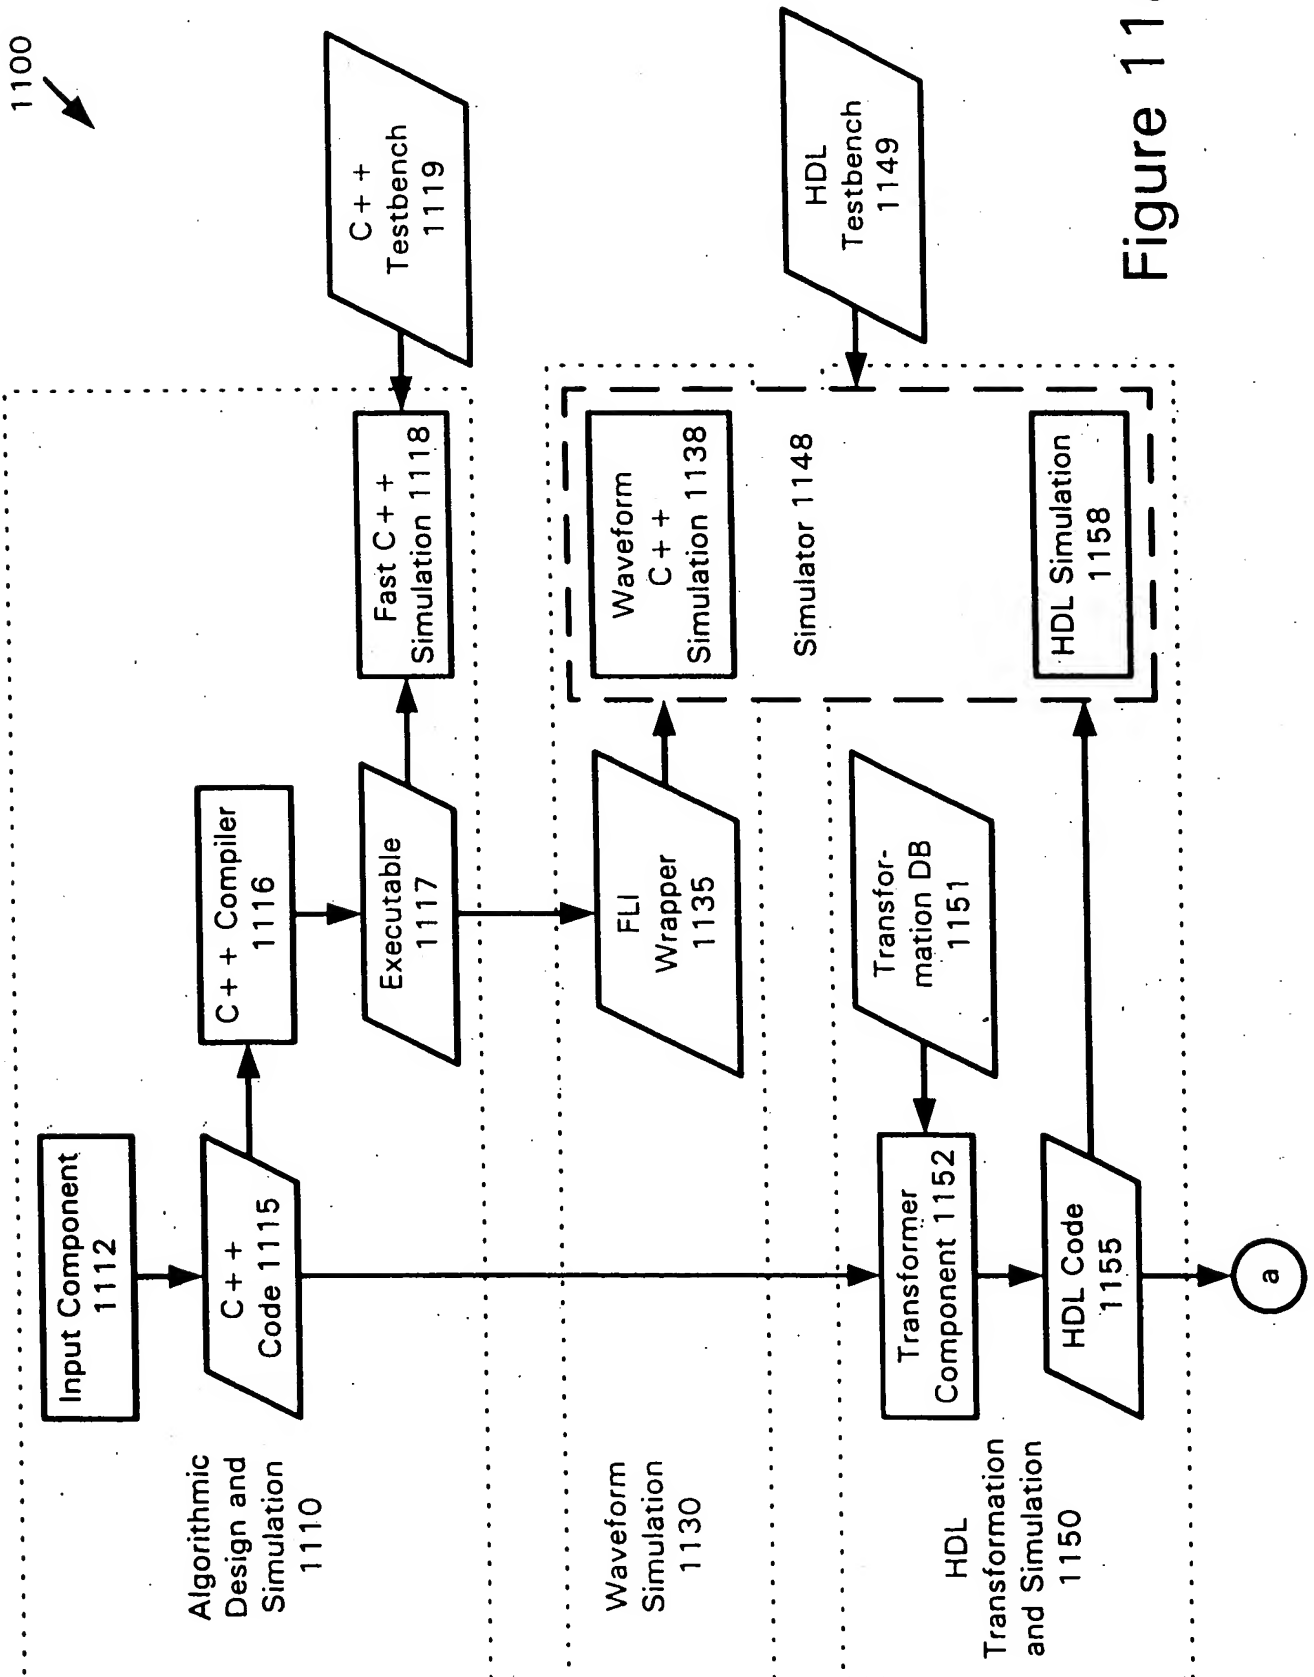 1100
Algorithmic
Design and
Simulation
1110
Input Component
1112
C++
Code 1115
C++ Compiler
1116
Executable
1117
Fast C++
Simulation 1118
C++
Testbench
1119
Waveform
Simulation
1130
FLI
Wrapper
1135
Waveform
C++
Simulation 1138
Simulator 1148
HDL
Testbench
1149
HDL
Transformation
and Simulation
1150
Transformer
Component 1152
Transfor-
mation DB
1151
HDL Code
1155
HDL Simulation
1158
a
Figure 11